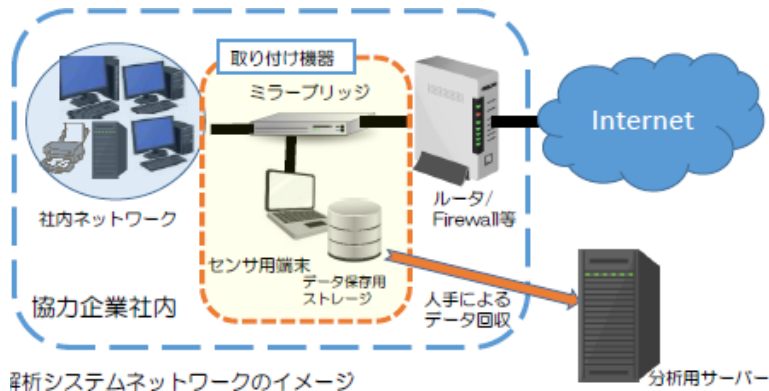 取り付け機器
ミラーブリッジ
Internet
社内ネットワーク
ルータ/
Firewall等
センサ用端末
データ保存用
ストレージ
協力企業社内
人手による
データ回収
解析システムネットワークのイメージ
分析用サーバー